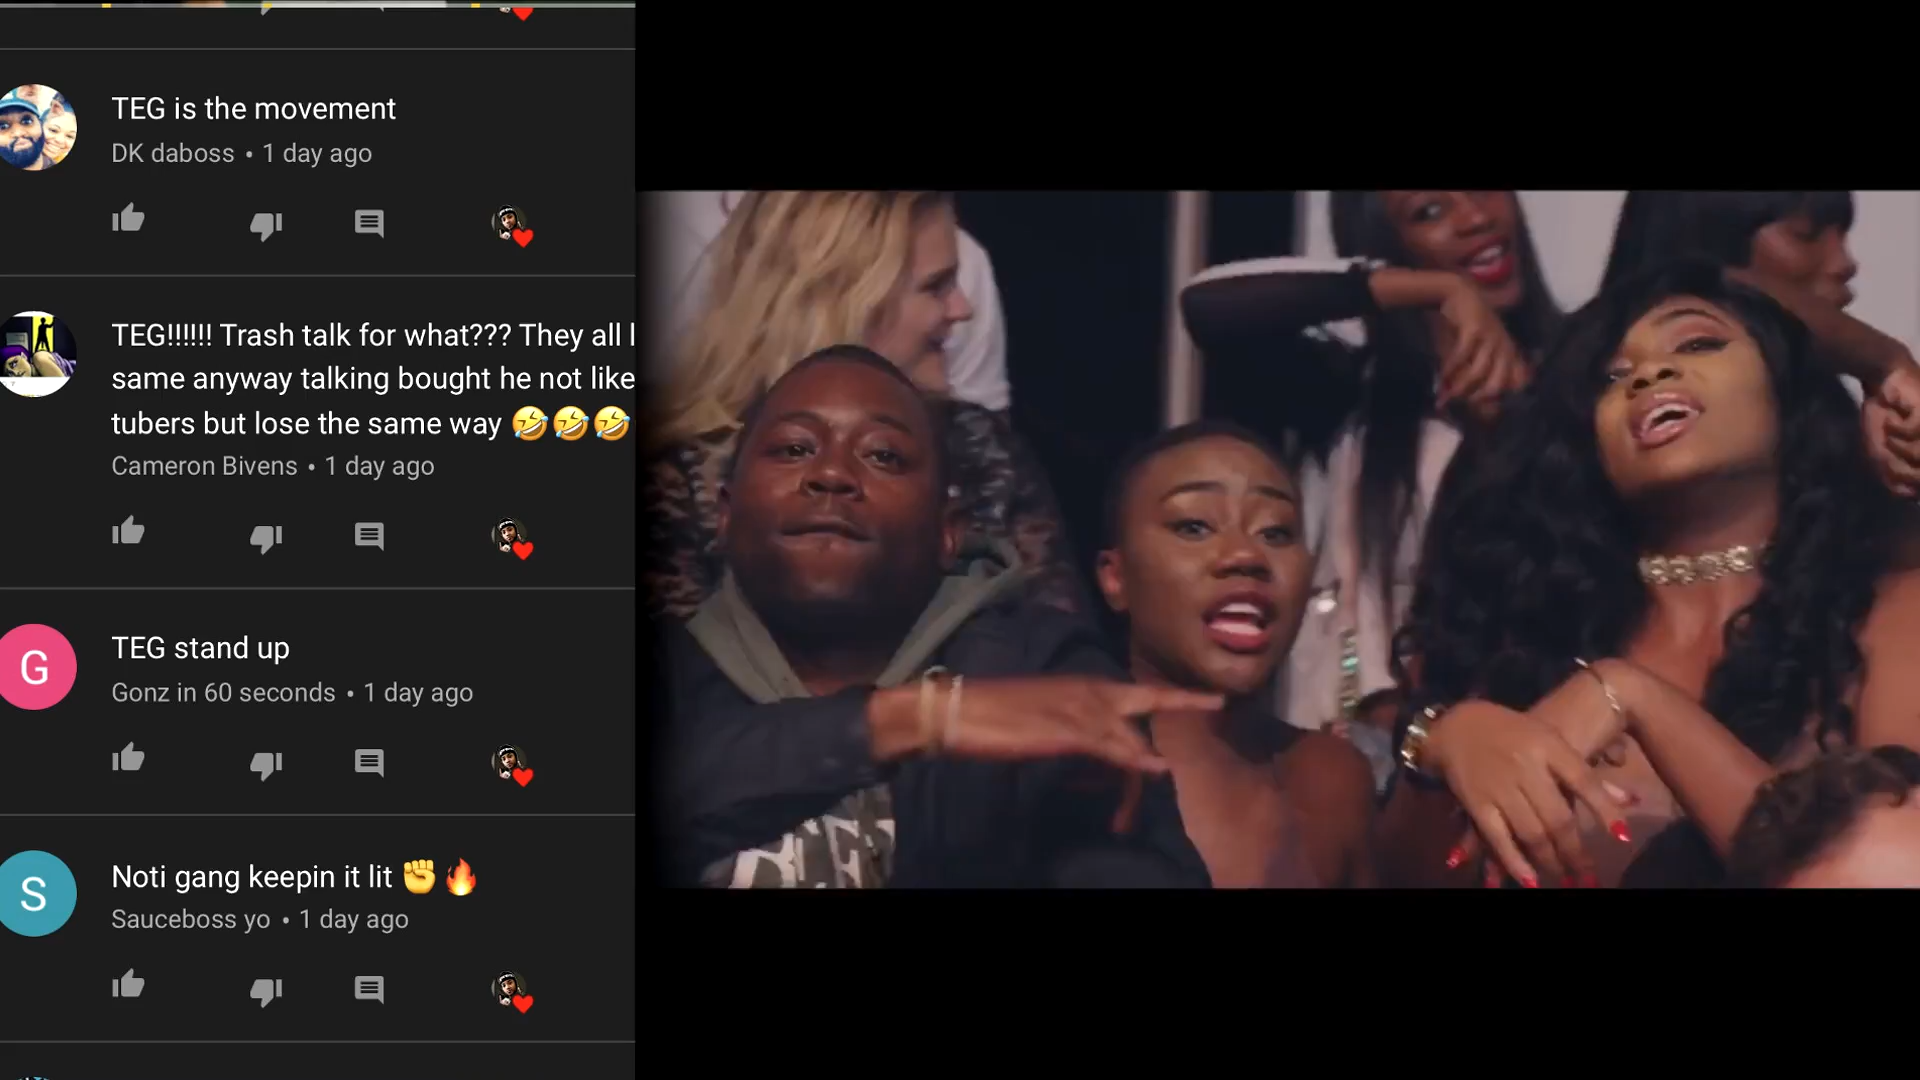 TEG is the movement
DK daboss • 1 day ago
TEG!!!!!! Trash talk for what??? They all
same anyway talking bought he not like
tubers but lose the same way 🤣🤣🤣
Cameron Bivens • 1 day ago
G
TEG stand up
Gonz in 60 seconds • 1 day ago
S
Noti gang keepin it lit ✊🔥
Sauceboss yo • 1 day ago